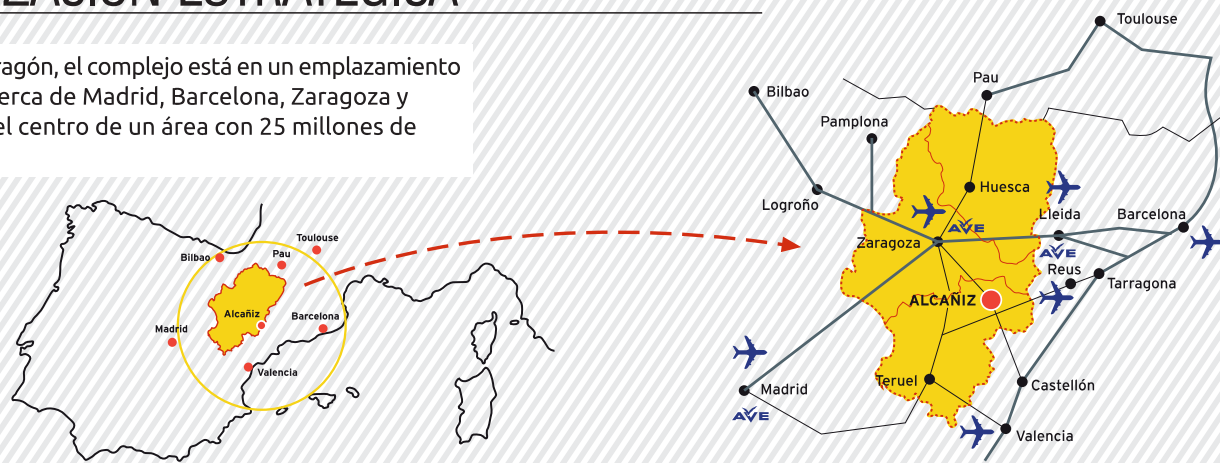 ragón, el complejo está en un emplazamiento
erca de Madrid, Barcelona, Zaragoza y
el centro de un área con 25 millones de
Toulouse
Pau
Bilbao
Pamplona
Huesca
Logroño
Lleida
Barcelona
AVE
Zaragoza
AVE
Reus
Tarragona
ALCAÑIZ
Madrid
Teruel
Castellón
AVE
Valencia
Toulouse
Bilbao
Pau
Alcañiz
Barcelona
Madrid
Valencia